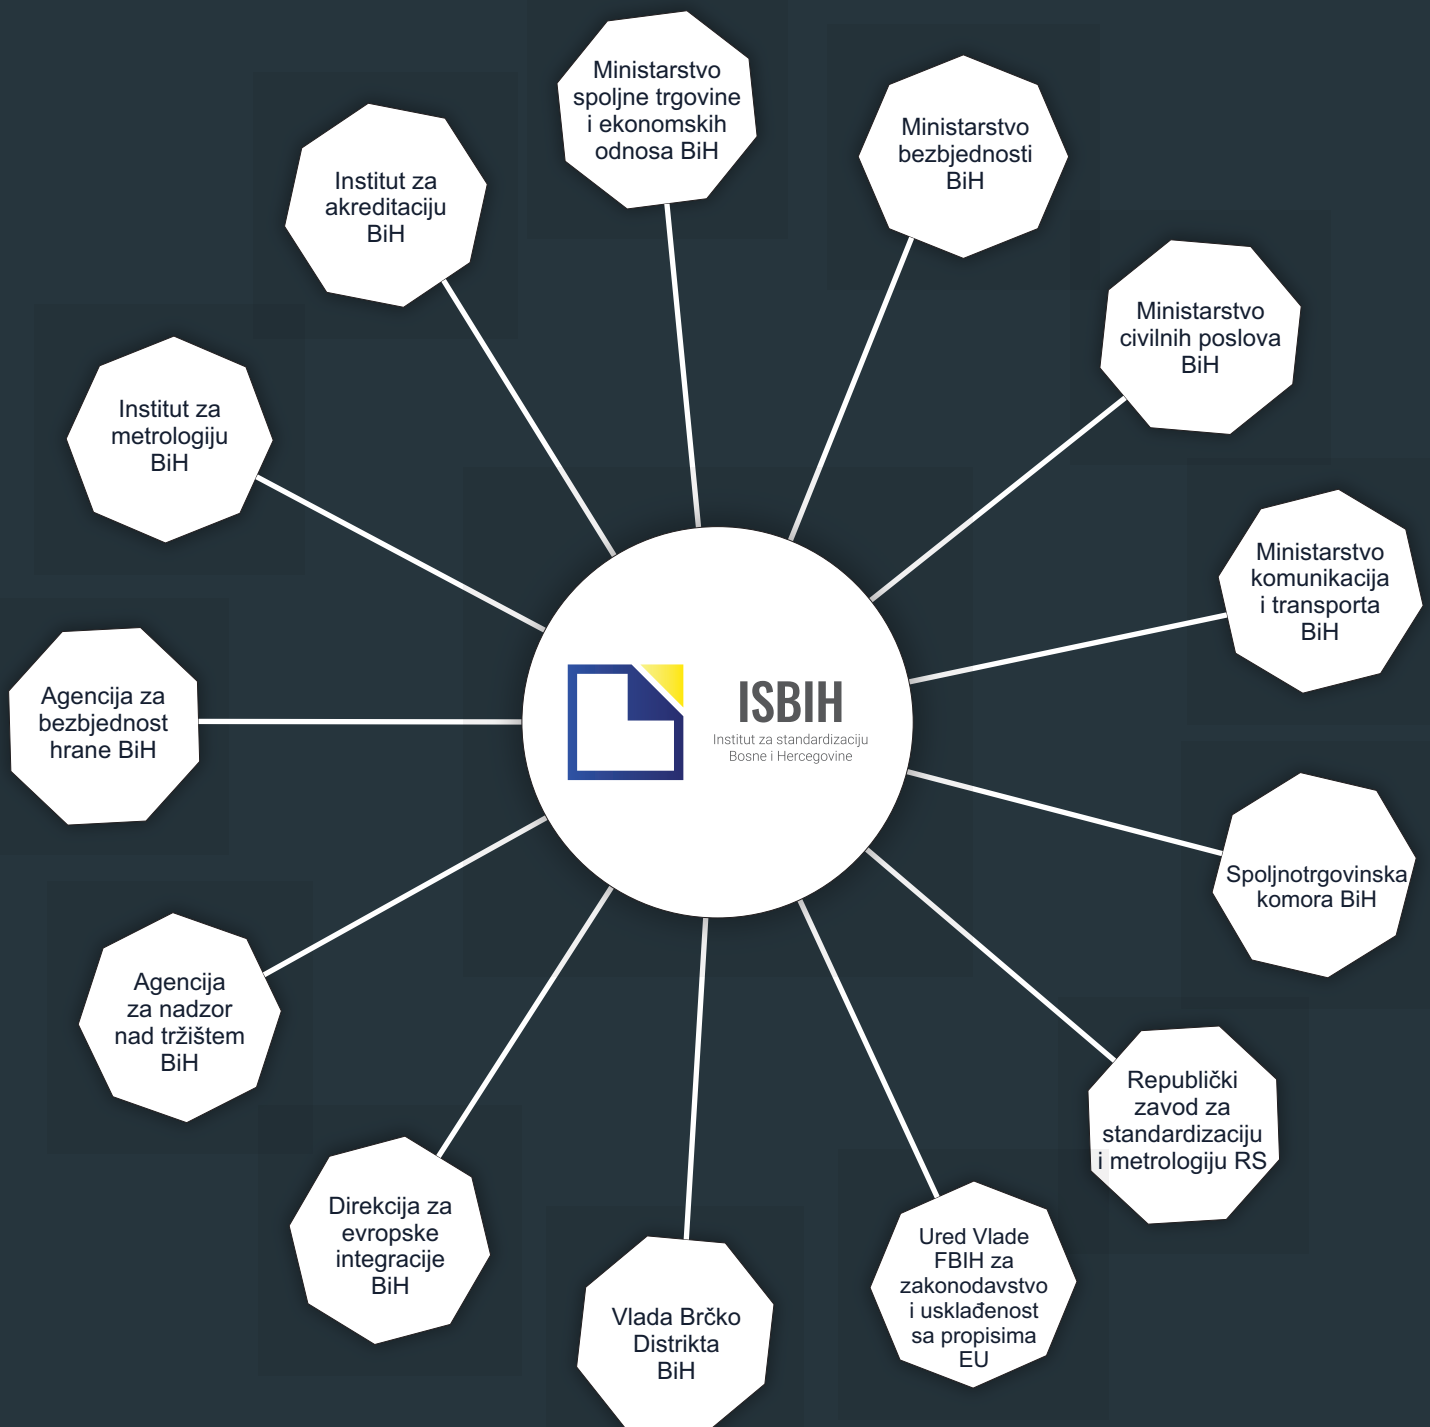 Ministarstvo
spoljne trgovine
i ekonomskih
odnosa BiH
Ministarstvo
bezbjednosti
BiH
Institut za
akreditaciju
BiH
Ministarstvo
civilnih poslova
BiH
Institut za
metrologiju
BiH
Ministarstvo
komunikacija
i transporta
BiH
Agencija za
bezbjednost
hrane BiH
ISBIH
Institut za standardizaciju
Bosne i Hercegovine
Spoljnotrgovinska
komora BiH
Agencija
za nadzor
nad tržištem
BiH
Republički
zavod za
standardizaciju
i metrologiju RS
Direkcija za
evropske
integracije
BiH
Vlada Brčko
Distrikta
BiH
Ured Vlade
FBIH za
zakonodavstvo
i usklađenost
sa propisima
EU